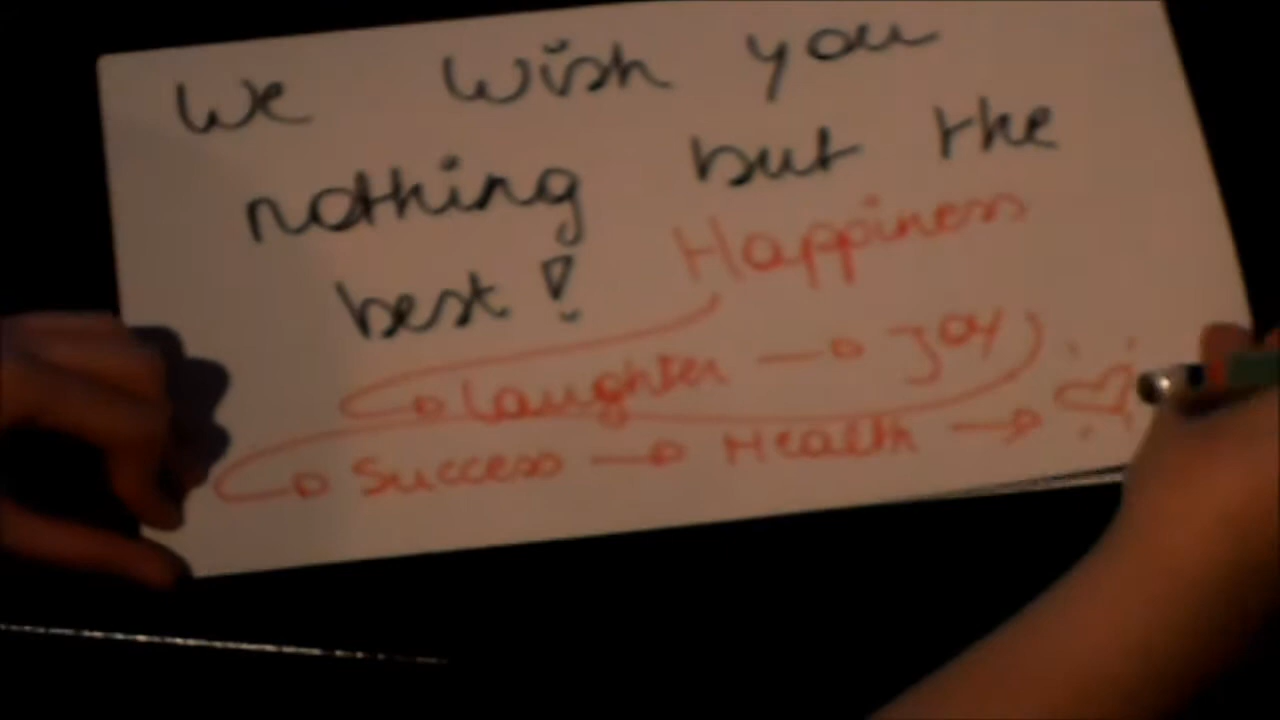 We wish you
nothing but the
best! Happiness
Laughter → Joy
Success → Health → ♡